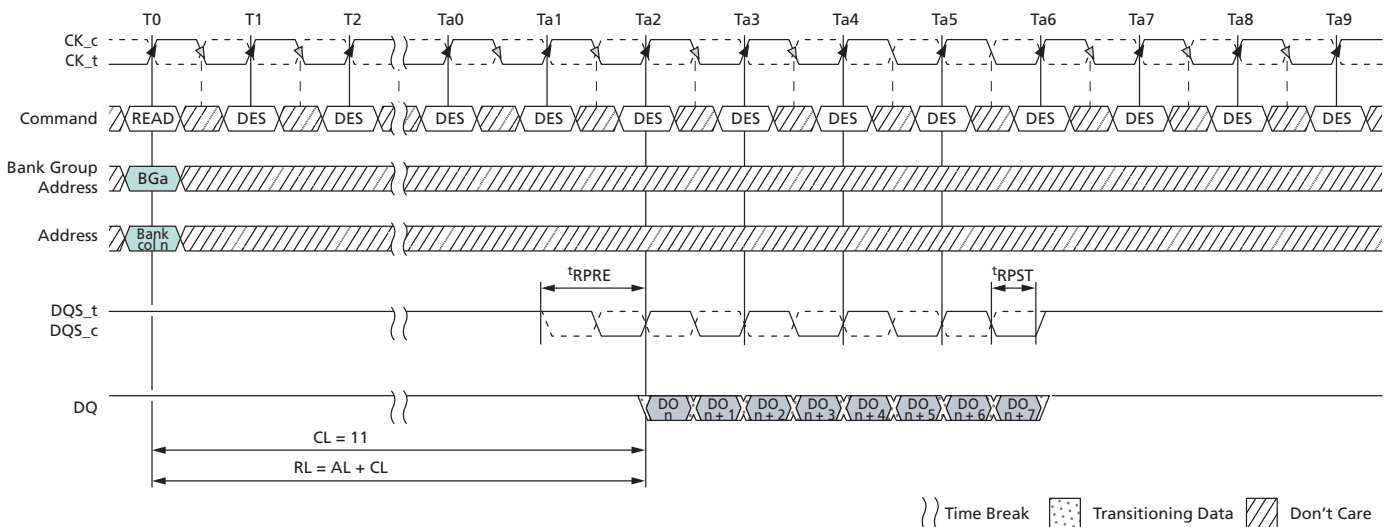 T0 T1 T2 Ta0 Ta1 Ta2 Ta3 Ta4 Ta5 Ta6 Ta7 Ta8 Ta9
CK_c
CK_t
Command READ DES DES DES DES DES DES DES DES DES DES DES DES
Bank Group
Address
BGa
Address
Bank
col n
tRPRE
tRPST
DQS_t
DQS_c
DQ
DO DO DO DO DO DO DO DO
n n + 1 n + 2 n + 3 n + 4 n + 5 n + 6 n + 7
CL = 11
RL = AL + CL
Time Break Transitioning Data Don't Care